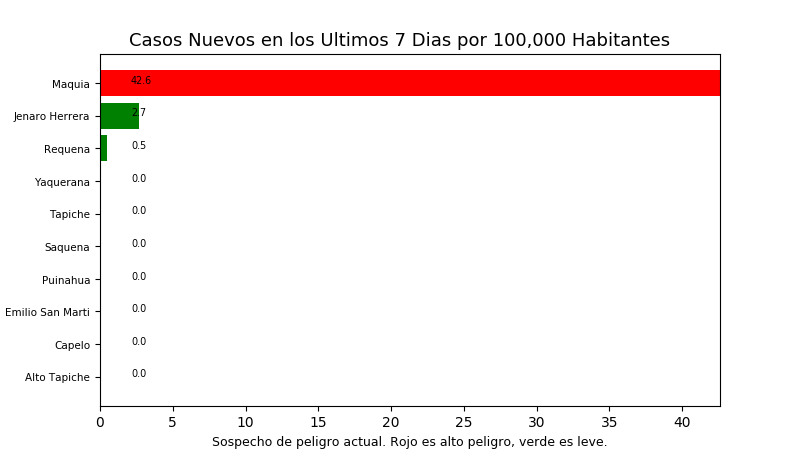 Casos Nuevos en los Ultimos 7 Dias por 100,000 Habitantes
Maquia 42.6
Jenaro Herrera 2.7
Requena 0.5
Yaquerana 0.0
Tapiche 0.0
Saquena 0.0
Puinahua 0.0
Emilio San Marti 0.0
Capelo 0.0
Alto Tapiche 0.0
0 5 10 15 20 25 30 35 40
Sospecho de peligro actual. Rojo es alto peligro, verde es leve.